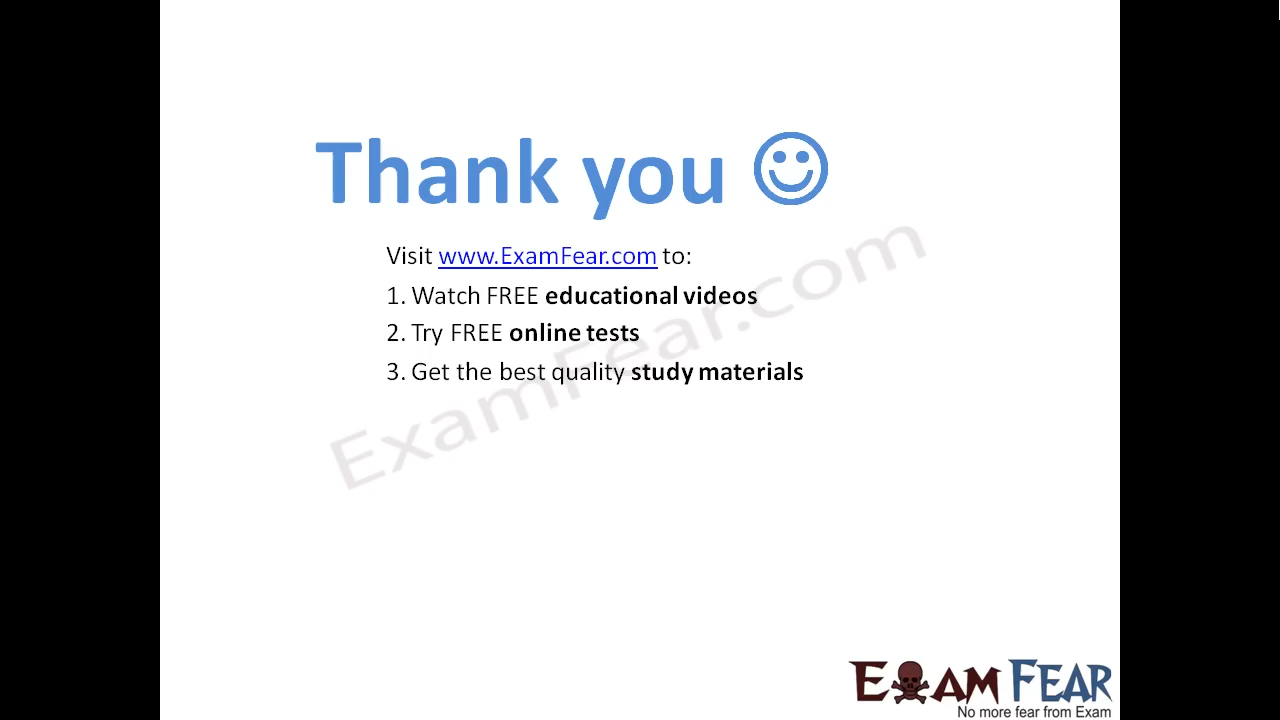 Thank you ☺
Visit www.ExamFear.com to:
1. Watch FREE educational videos
2. Try FREE online tests
3. Get the best quality study materials
ExamFear.com
EXAM FEAR
No more fear from Exam